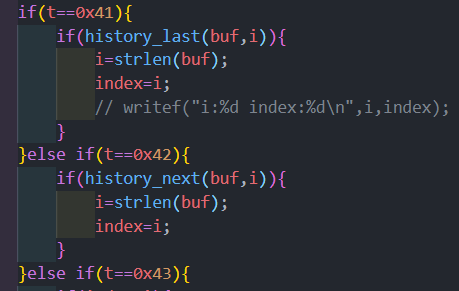 if(t==0x41){
if(history_last(buf,i)){
i=strlen(buf);
index=i;
// writef("i:%d index:%d\n",i,index);
}
}else if(t==0x42){
if(history_next(buf,i)){
i=strlen(buf);
index=i;
}
}else if(t==0x43){